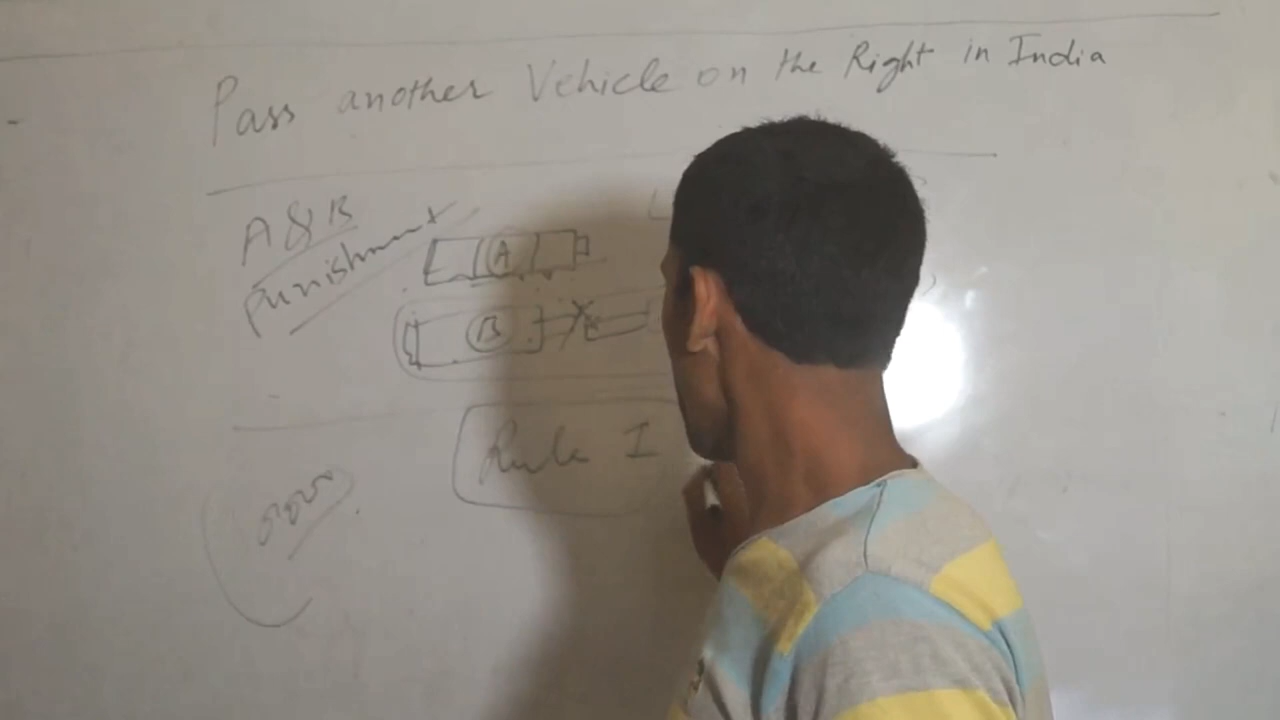 Pass another Vehicle on the Right in India
A & B
Punishment
A
B
Rule I